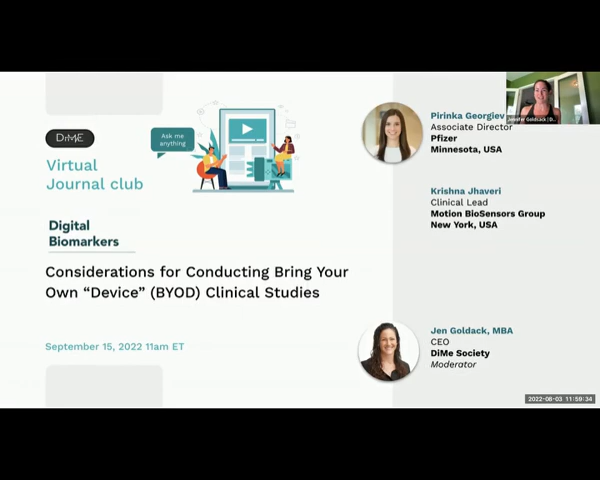 DiMe
Virtual
Journal club
Ask me
anything
Digital
Biomarkers
Considerations for Conducting Bring Your
Own “Device” (BYOD) Clinical Studies
September 15, 2022 11am ET
Pirinka Georgiev
Associate Director
Pfizer
Minnesota, USA
Krishna Jhaveri
Clinical Lead
Motion BioSensors Group
New York, USA
Jen Goldack, MBA
CEO
DiMe Society
Moderator
Jennifer Goldsack | D...
2022-08-03 11:59:34